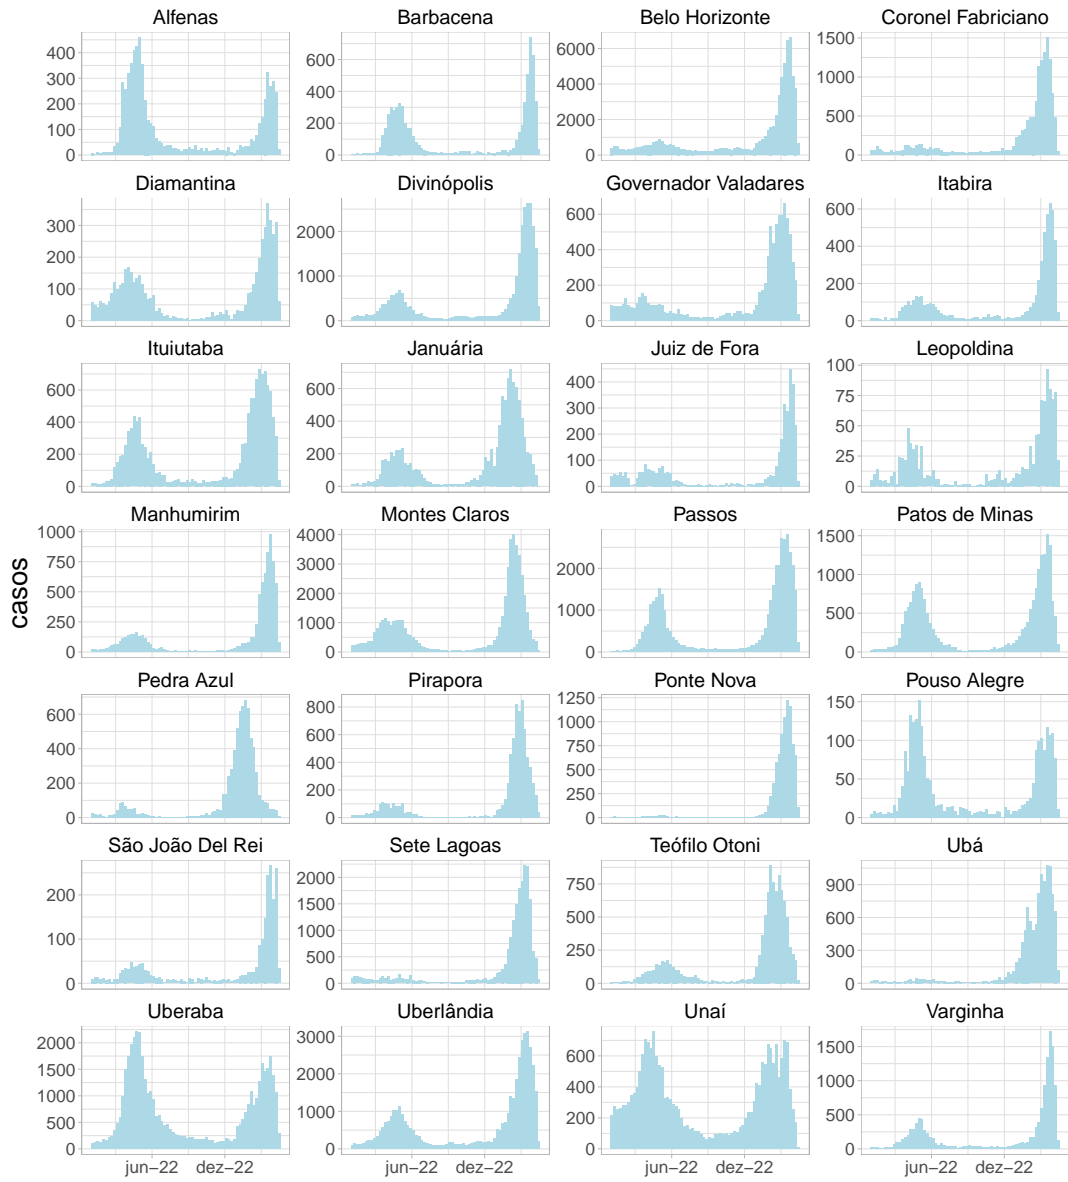 Alfenas Barbacena Belo Horizonte Coronel Fabriciano
400 300 200 100 0
600 400 200 0
6000 4000 2000 0
1500 1000 500 0
Diamantina Divinópolis Governador Valadares Itabira
300 200 100 0
2000 1000 0
600 400 200 0
600 400 200 0
Ituiutaba Januária Juiz de Fora Leopoldina
600 400 200 0
600 400 200 0
400 300 200 100 0
100 75 50 25 0
Manhumirim Montes Claros Passos Patos de Minas
1000 750 500 250 0
4000 3000 2000 1000 0
2000 1000 0
1500 1000 500 0
casos
Pedra Azul Pirapora Ponte Nova Pouso Alegre
600 400 200 0
800 600 400 200 0
1250 1000 750 500 250 0
150 100 50 0
São João Del Rei Sete Lagoas Teófilo Otoni Ubá
200 100 0
2000 1500 1000 500 0
750 500 250 0
900 600 300 0
Uberaba Uberlândia Unaí Varginha
2000 1500 1000 500 0
3000 2000 1000 0
600 400 200 0
1500 1000 500 0
jun−22 dez−22 jun−22 dez−22 jun−22 dez−22 jun−22 dez−22